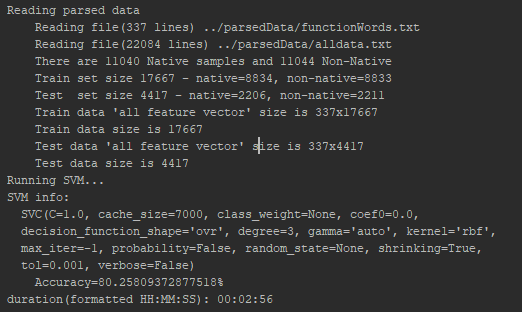 Reading parsed data
Reading file(337 lines) ../parsedData/functionWords.txt
Reading file(22084 lines) ../parsedData/alldata.txt
There are 11040 Native samples and 11044 Non-Native
Train set size 17667 - native=8834, non-native=8833
Test  set size 4417 - native=2206, non-native=2211
Train data 'all feature vector' size is 337x17667
Train data size is 17667
Test data 'all feature vector' size is 337x4417
Test data size is 4417
Running SVM...
SVM info:
SVC(C=1.0, cache_size=7000, class_weight=None, coef0=0.0,
decision_function_shape='ovr', degree=3, gamma='auto', kernel='rbf',
max_iter=-1, probability=False, random_state=None, shrinking=True,
tol=0.001, verbose=False)
Accuracy=80.25809372877518%
duration(formatted HH:MM:SS): 00:02:56